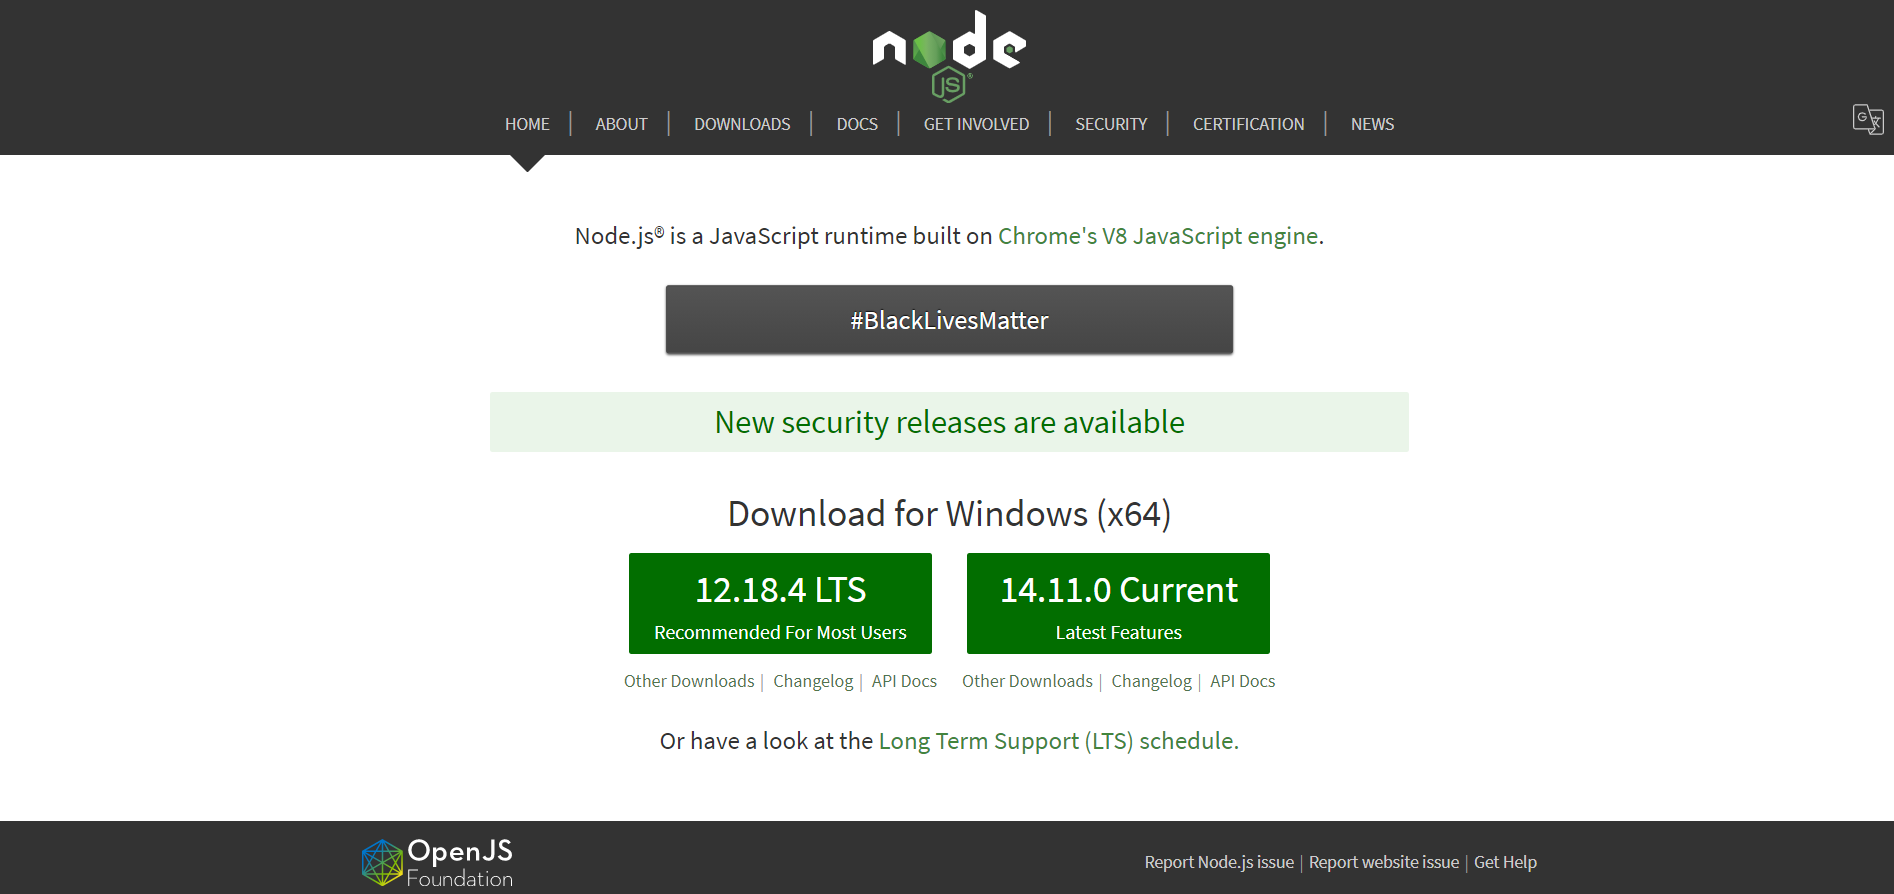 node
JS®
HOME | ABOUT | DOWNLOADS | DOCS | GET INVOLVED | SECURITY | CERTIFICATION | NEWS
G文
Node.js® is a JavaScript runtime built on Chrome's V8 JavaScript engine.
#BlackLivesMatter
New security releases are available
Download for Windows (x64)
12.18.4 LTS
Recommended For Most Users
Other Downloads | Changelog | API Docs
14.11.0 Current
Latest Features
Other Downloads | Changelog | API Docs
Or have a look at the Long Term Support (LTS) schedule.
OpenJS
Foundation
Report Node.js issue | Report website issue | Get Help